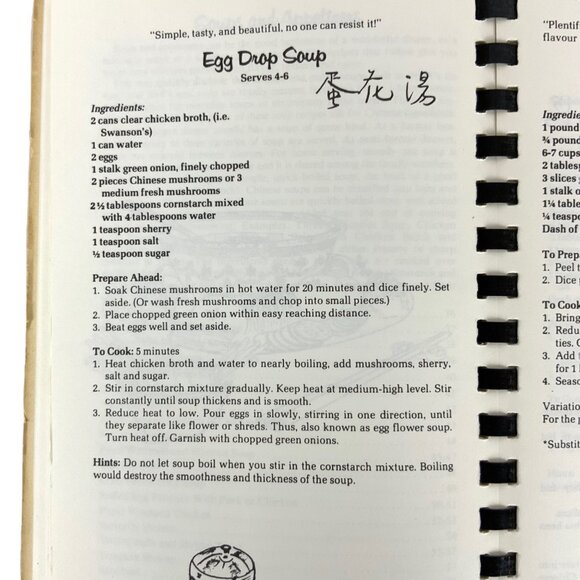 "Simple, tasty, and beautiful, no one can resist it!"
Egg Drop Soup
Serves 4-6
蛋花湯
Ingredients:
2 cans clear chicken broth, (i.e.
Swanson's)
1 can water
2 eggs
1 stalk green onion, finely chopped
2 pieces Chinese mushrooms or 3
medium fresh mushrooms
2 ½ tablespoons cornstarch mixed
with 4 tablespoons water
1 teaspoon sherry
1 teaspoon salt
½ teaspoon sugar
Prepare Ahead:
1. Soak Chinese mushrooms in hot water for 20 minutes and dice finely. Set
aside. (Or wash fresh mushrooms and chop into small pieces.)
2. Place chopped green onion within easy reaching distance.
3. Beat eggs well and set aside.
To Cook: 5 minutes
1. Heat chicken broth and water to nearly boiling, add mushrooms, sherry,
salt and sugar.
2. Stir in cornstarch mixture gradually. Keep heat at medium-high level. Stir
constantly until soup thickens and is smooth.
3. Reduce heat to low. Pour eggs in slowly, stirring in one direction, until
they separate like flower or shreds. Thus, also known as egg flower soup.
Turn heat off. Garnish with chopped green onions.
Hints: Do not let soup boil when you stir in the cornstarch mixture. Boiling
would destroy the smoothness and thickness of the soup.
"Plentif
flavour
Ingredie
1 pound
¾ pound
6-7 cups
2 tablesp
3 slices
1 stalk o
1¼ table
¼ teasp
Dash of
To Prep
1. Peel t
2. Dice
To Cook
1. Bring
2. Redu
ties. C
3. Add t
for 1
4. Seaso
Variatio
For the p
*Substit